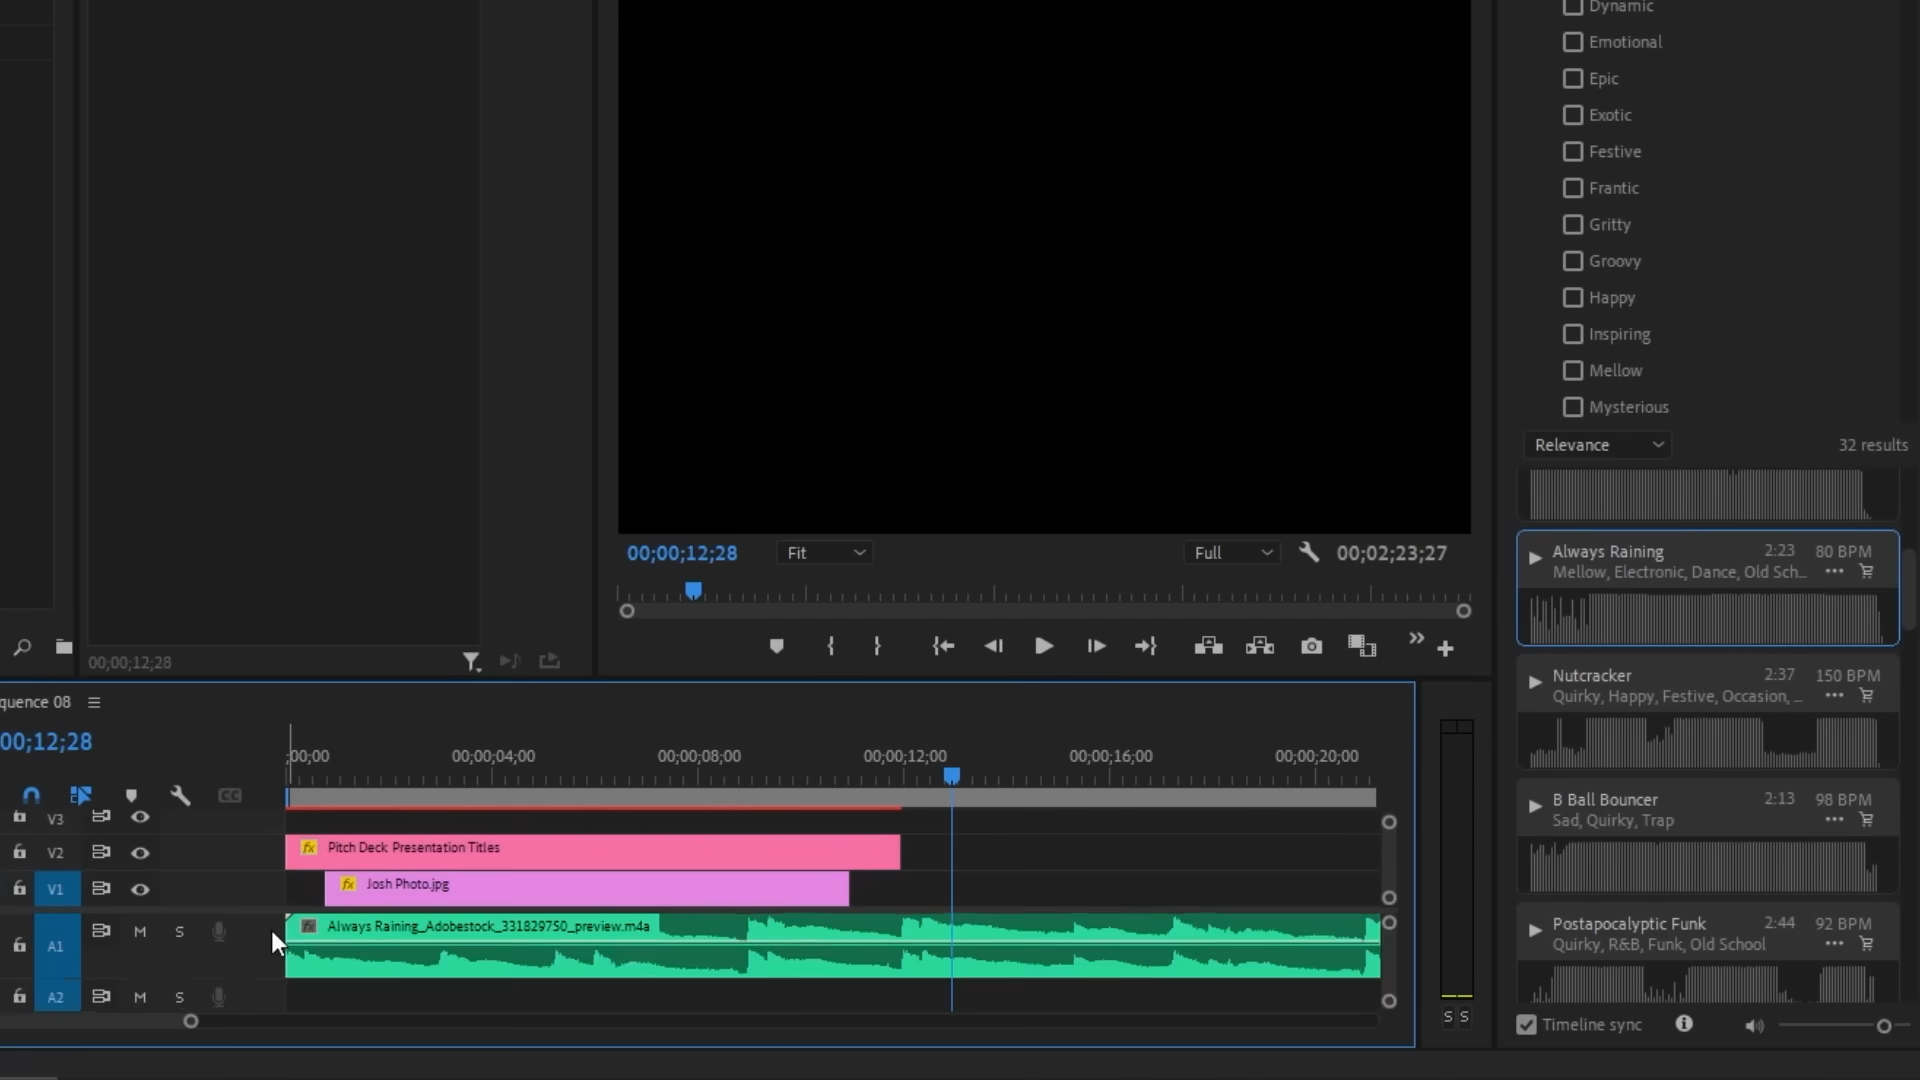 Dynamic
Emotional
Epic
Exotic
Festive
Frantic
Gritty
Groovy
Happy
Inspiring
Mellow
Mysterious
Relevance 32 results
Always Raining 2:23 80 BPM
Mellow, Electronic, Dance, Old Sch...
Nutcracker 2:37 150 BPM
Quirky, Happy, Festive, Occasion, ...
B Ball Bouncer 2:13 98 BPM
Sad, Quirky, Trap
Postapocalyptic Funk 2:44 92 BPM
Quirky, R&B, Funk, Old School
Timeline sync
00;00;12;28 Fit Full 00;02;23;27
00;00;12;28
quence 08
00;12;28
;00;00 00;00;04;00 00;00;08;00 00;00;12;00 00;00;16;00 00;00;20;00
CC
V3
V2 Pitch Deck Presentation Titles
V1 Josh Photo.jpg
A1 M S Always Raining_Adobestock_331829750_preview.m4a
A2 M S
S S